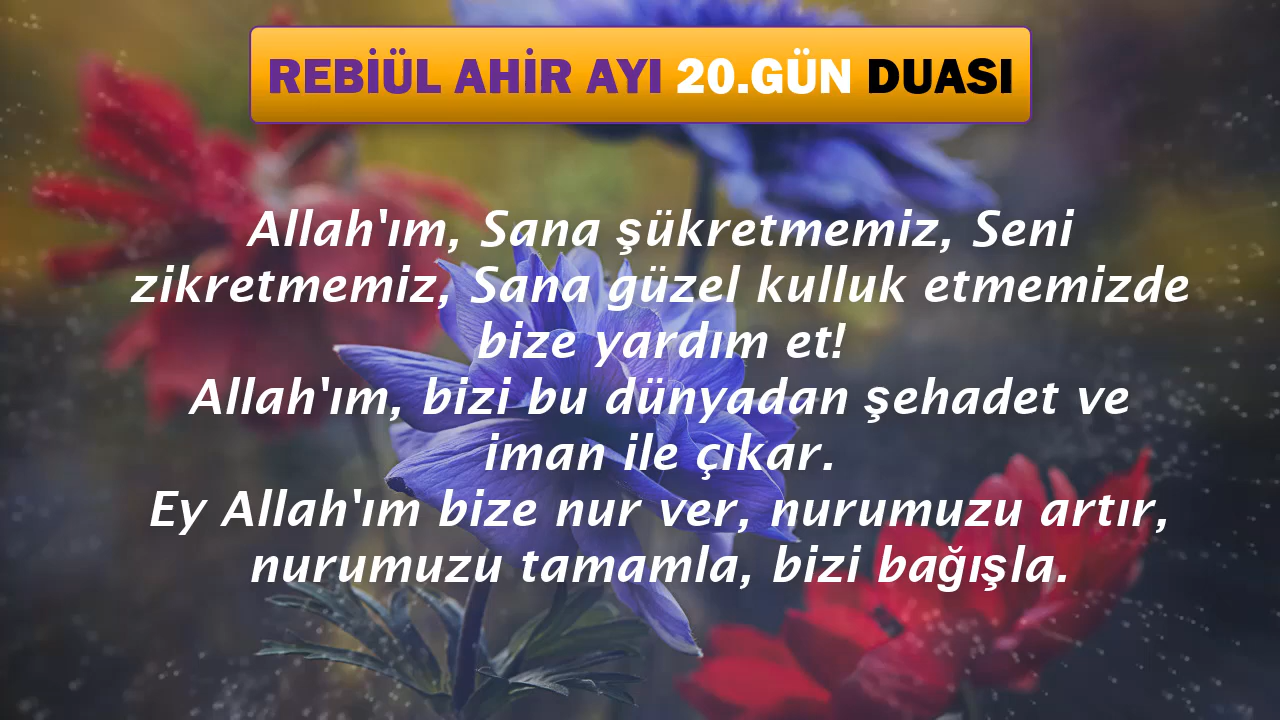 REBİÜL AHİR AYI 20.GÜN DUASI
Allah'ım, Sana şükretmemiz, Seni
zikretmemiz, Sana güzel kulluk etmemizde
bize yardım et!
Allah'ım, bizi bu dünyadan şehadet ve
iman ile çıkar.
Ey Allah'ım bize nur ver, nurumuzu artır,
nurumuzu tamamla, bizi bağışla.